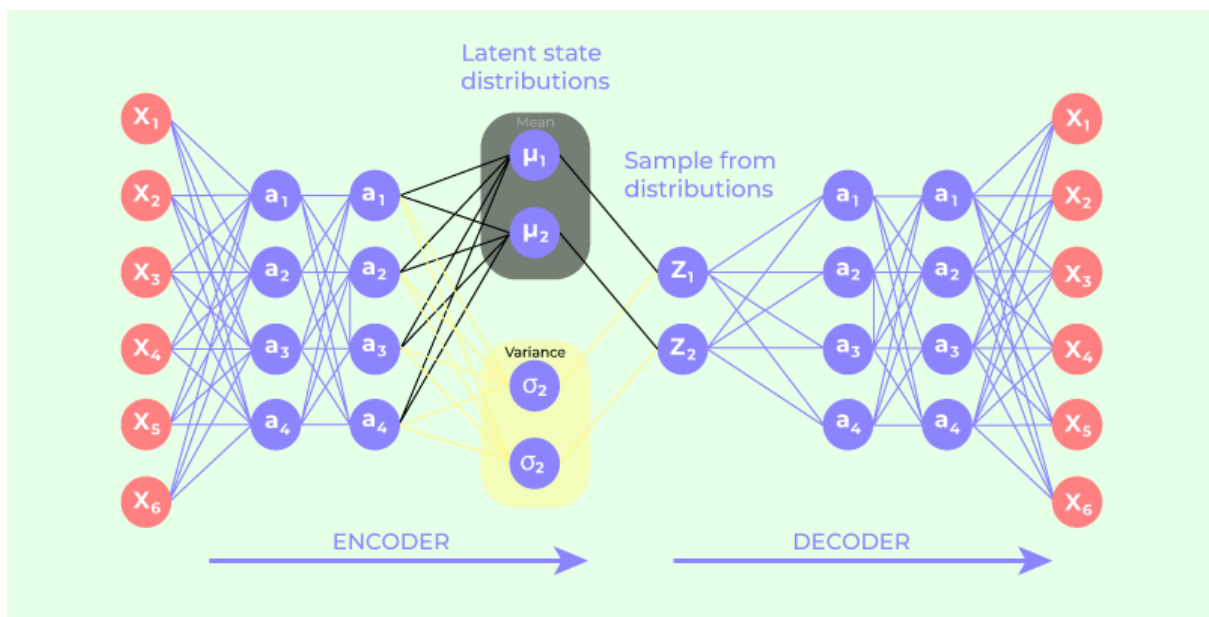 Latent state
distributions
Mean
X₁
X₂
X₃
X₄
X₅
X₆
a₁
a₂
a₃
a₄
a₁
a₂
a₃
a₄
μ₁
μ₂
Variance
σ₂
σ₂
Sample from
distributions
Z₁
Z₂
a₁
a₂
a₃
a₄
a₁
a₂
a₃
a₄
X₁
X₂
X₃
X₄
X₅
X₆
ENCODER
DECODER